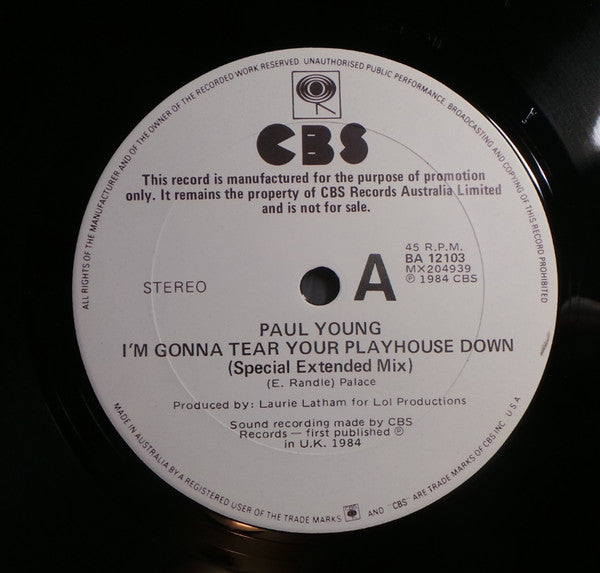 ALL RIGHTS OF THE MANUFACTURER AND OF THE OWNER OF THE RECORDED WORK RESERVED. UNAUTHORISED PUBLIC PERFORMANCE, BROADCASTING AND COPYING OF THIS RECORD PROHIBITED
CBS
This record is manufactured for the purpose of promotion
only. It remains the property of CBS Records Australia Limited
and is not for sale.
STEREO
A
45 R.P.M.
BA 12103
MX204939
℗ 1984 CBS
PAUL YOUNG
I'M GONNA TEAR YOUR PLAYHOUSE DOWN
(Special Extended Mix)
(E. Randle) Palace
Produced by: Laurie Latham for Lol Productions
Sound recording made by CBS
Records — first published ℗
in U.K. 1984
MADE IN AUSTRALIA BY A REGISTERED USER OF THE TRADE MARKS AND "CBS" ARE TRADE MARKS OF CBS INC. U.S.A